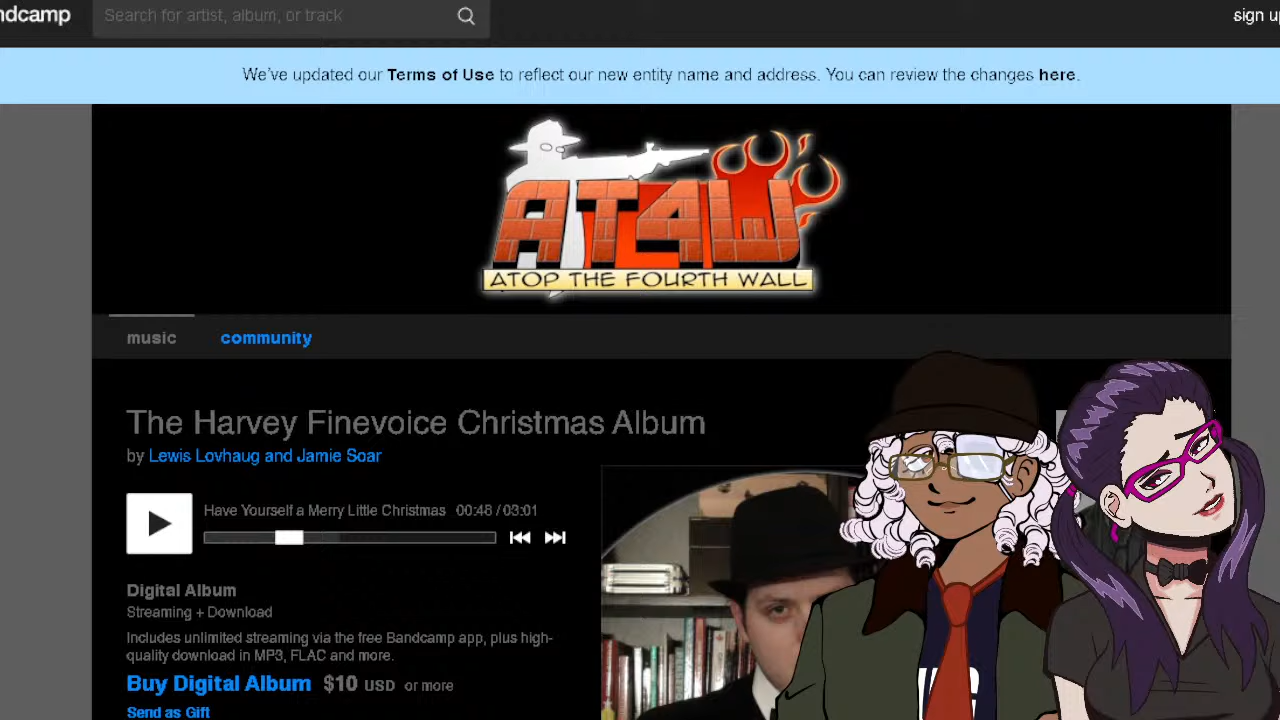 Search for artist, album, or track
We've updated our Terms of Use to reflect our new entity name and address. You can review the changes here.
AT4W
ATOP THE FOURTH WALL
music community
The Harvey Finevoice Christmas Album
by Lewis Lovhaug and Jamie Soar
Have Yourself a Merry Little Christmas 00:48 / 03:01
Digital Album
Streaming + Download
Includes unlimited streaming via the free Bandcamp app, plus high-
quality download in MP3, FLAC and more.
Buy Digital Album $10 USD or more
Send as Gift